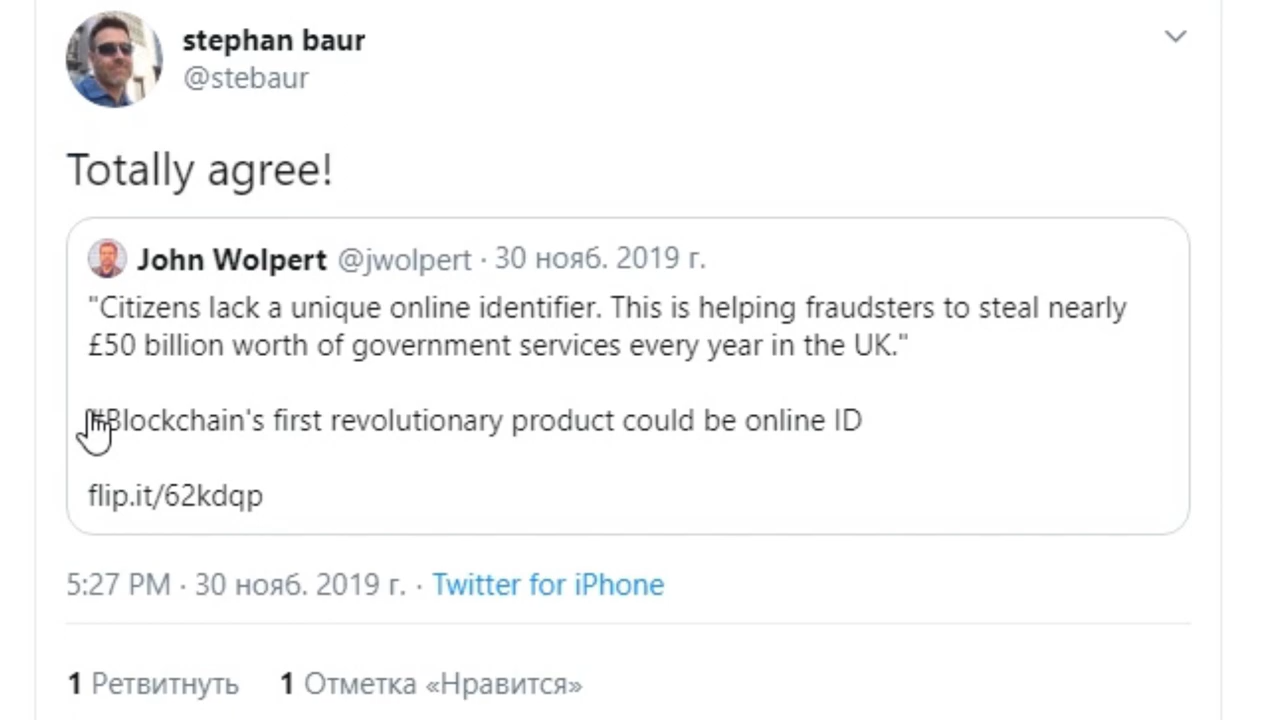 stephan baur
@stebaur
Totally agree!
John Wolpert @jwolpert · 30 нояб. 2019 г.
"Citizens lack a unique online identifier. This is helping fraudsters to steal nearly
£50 billion worth of government services every year in the UK."
#Blockchain's first revolutionary product could be online ID
flip.it/62kdqp
5:27 PM · 30 нояб. 2019 г. · Twitter for iPhone
1 Ретвитнуть 1 Отметка «Нравится»